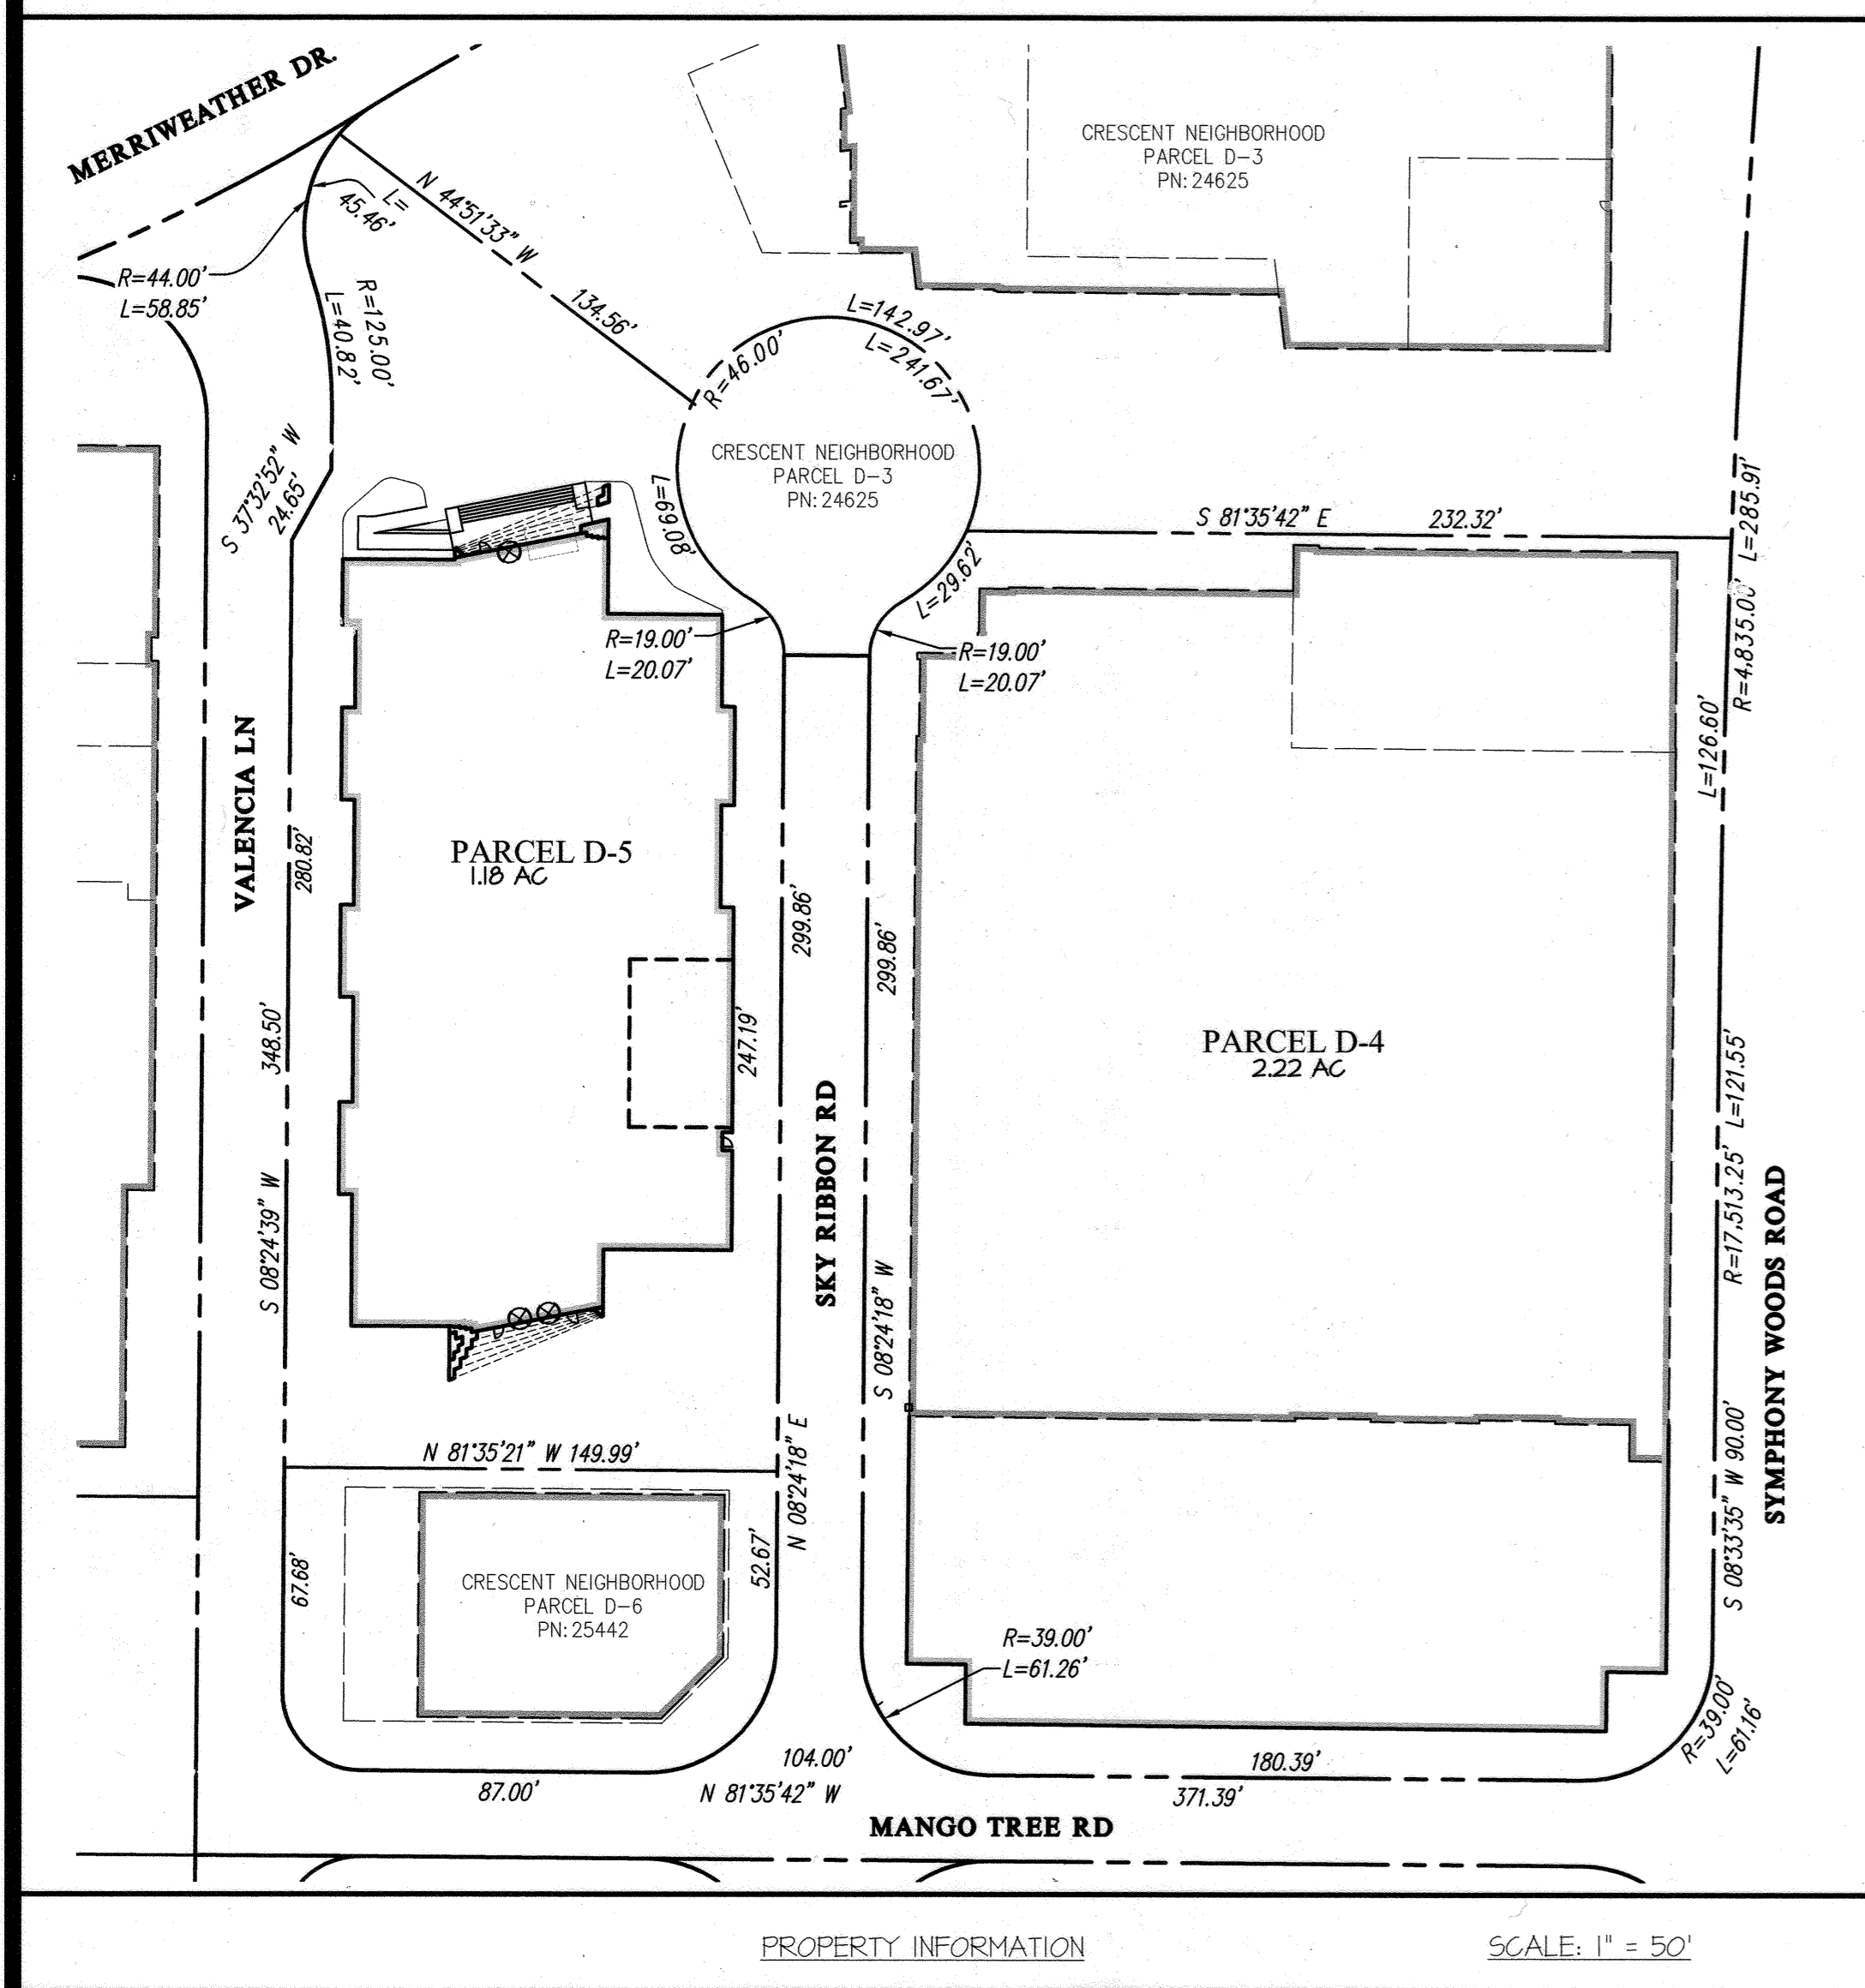 MERRIWEATHER DR.
CRESCENT NEIGHBORHOOD
PARCEL D-3
PN: 24625
L=
45.46'
N 44°51'33" W
134.56'
R=44.00'
L=58.85'
R=125.00'
L=40.82'
L=142.97'
L=241.67'
R=46.00'
CRESCENT NEIGHBORHOOD
PARCEL D-3
PN: 24625
S 37°32'52" W
24.65'
L=69.08'
L=29.62'
S 81°35'42" E
232.32'
R=4,835.00' L=285.91'
R=19.00'
L=20.07'
R=19.00'
L=20.07'
L=126.60'
VALENCIA LN
280.82'
PARCEL D-5
1.18 AC
299.86'
299.86'
348.50'
247.19'
PARCEL D-4
2.22 AC
R=17,513.25' L=121.55'
S 08°24'39" W
SKY RIBBON RD
S 08°24'18" W
SYMPHONY WOODS ROAD
N 81°35'21" W 149.99'
N 08°24'18" E
S 08°33'35" W 90.00'
67.68'
52.67'
CRESCENT NEIGHBORHOOD
PARCEL D-6
PN: 25442
R=39.00'
L=61.26'
R=39.00'
L=61.16'
104.00'
180.39'
87.00'
N 81°35'42" W
371.39'
MANGO TREE RD
PROPERTY INFORMATION
SCALE: 1" = 50'